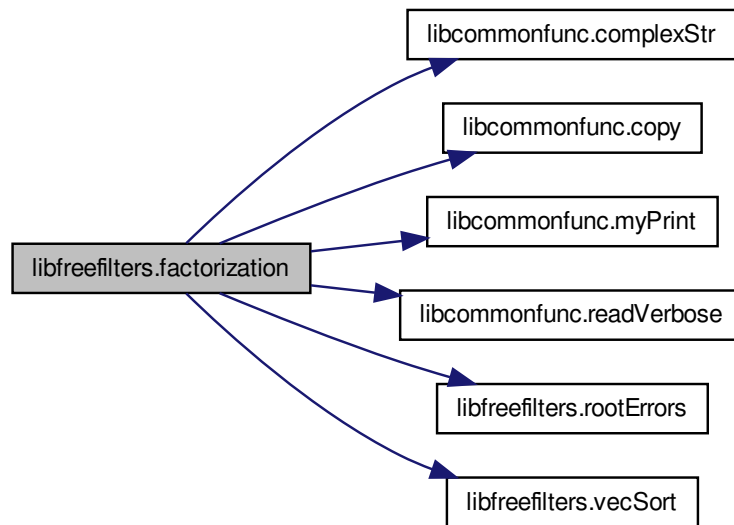 libcommonfunc.complexStr
libcommonfunc.copy
libcommonfunc.myPrint
libfreefilters.factorization
libcommonfunc.readVerbose
libfreefilters.rootErrors
libfreefilters.vecSort